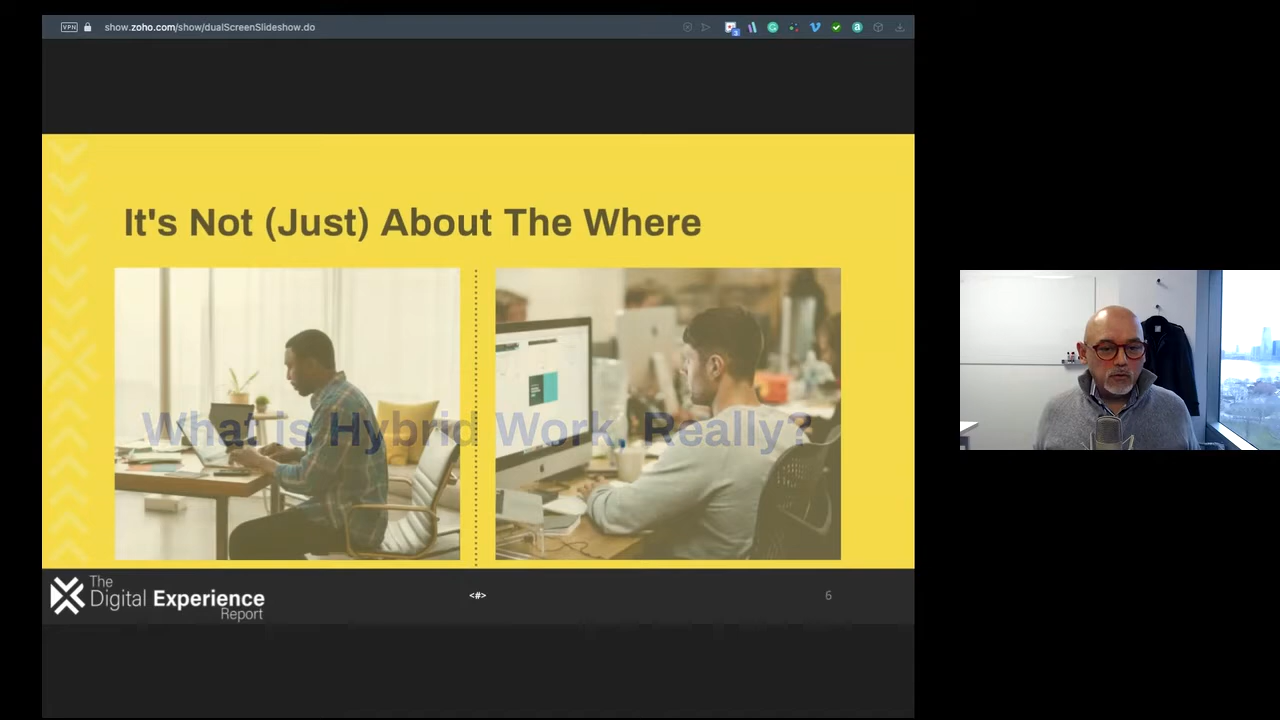 VPN
show.zoho.com/show/dualScreenSlideshow.do
It's Not (Just) About The Where
What is Hybrid Work, Really?
The
Digital Experience
Report
<#>
6